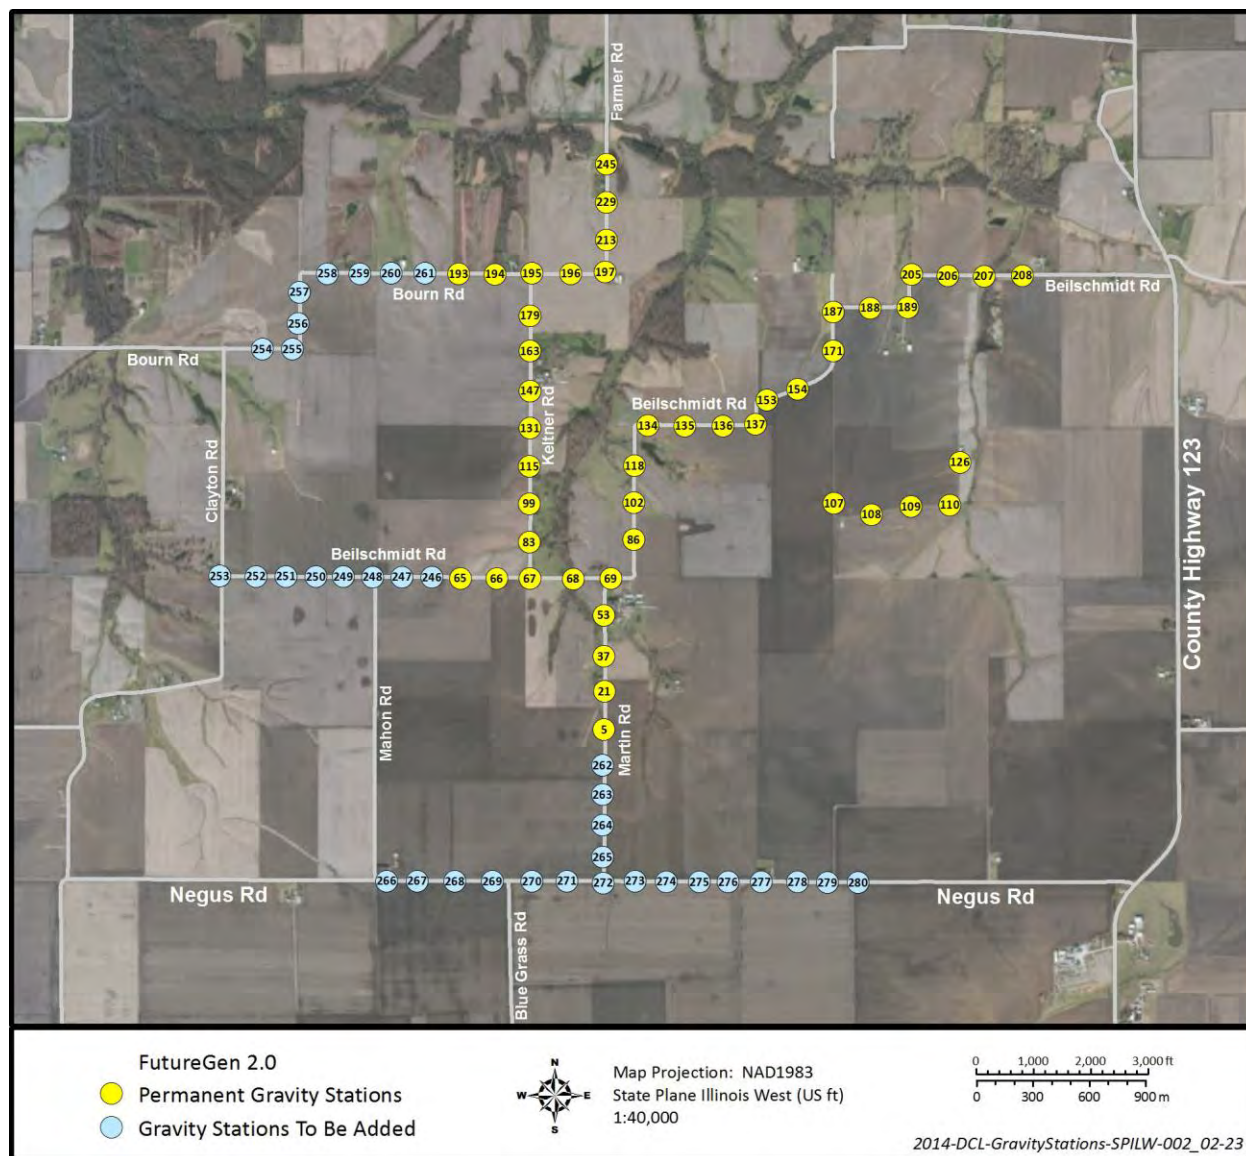 Farmer Rd
245
229
213
258 259 260 261 193 194 195 196 197
205 206 207 208
Bourn Rd
Beilschmidt Rd
257
256
179
187 188 189
254 255
Bourn Rd
163
171
147
154
153
Beilschmidt Rd
131
134 135 136 137
Keltner Rd
115
118
126
Clayton Rd
99
102
107 108 109 110
County Highway 123
83
86
Beilschmidt Rd
253 252 251 250 249 248 247 246 65 66 67 68 69
53
37
21
Mahon Rd
5
Martin Rd
262
263
264
265
266 267 268 269 270 271 272 273 274 275 276 277 278 279 280
Negus Rd
Negus Rd
Blue Grass Rd
FutureGen 2.0
Permanent Gravity Stations
Gravity Stations To Be Added
N
W E
S
Map Projection: NAD1983
State Plane Illinois West (US ft)
1:40,000
0 1,000 2,000 3,000 ft
0 300 600 900 m
2014-DCL-GravityStations-SPILW-002_02-23